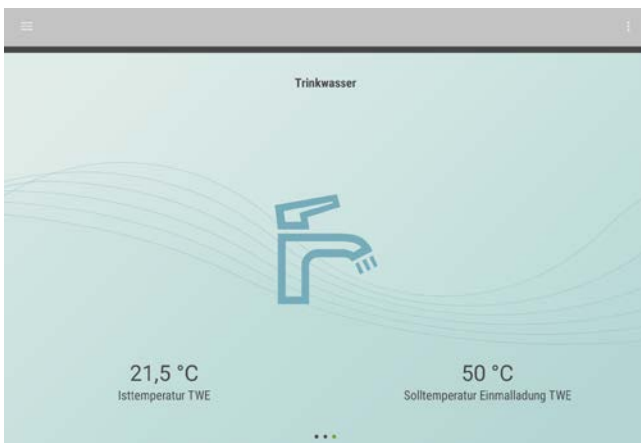 Trinkwasser
21,5 °C
Isttemperatur TWE
50 °C
Solltemperatur Einmalladung TWE